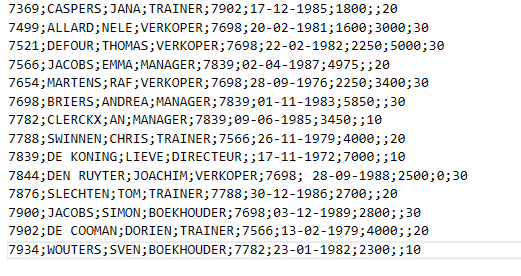 7369;CASPERS;JANA;TRAINER;7902;17-12-1985;1800;;20
7499;ALLARD;NELE;VERKOPER;7698;20-02-1981;1600;3000;30
7521;DEFOUR;THOMAS;VERKOPER;7698;22-02-1982;2250;5000;30
7566;JACOBS;EMMA;MANAGER;7839;02-04-1987;4975;;20
7654;MARTENS;RAF;VERKOPER;7698;28-09-1976;2250;3400;30
7698;BRIERS;ANDREA;MANAGER;7839;01-11-1983;5850;;30
7782;CLERCKX;AN;MANAGER;7839;09-06-1985;3450;;10
7788;SWINNEN;CHRIS;TRAINER;7566;26-11-1979;4000;;20
7839;DE KONING;LIEVE;DIRECTEUR;;17-11-1972;7000;;10
7844;DEN RUYTER;JOACHIM;VERKOPER;7698; 28-09-1988;2500;0;30
7876;SLECHTEN;TOM;TRAINER;7788;30-12-1986;2700;;20
7900;JACOBS;SIMON;BOEKHOUDER;7698;03-12-1989;2800;;30
7902;DE COOMAN;DORIEN;TRAINER;7566;13-02-1979;4000;;20
7934;WOUTERS;SVEN;BOEKHOUDER;7782;23-01-1982;2300;;10